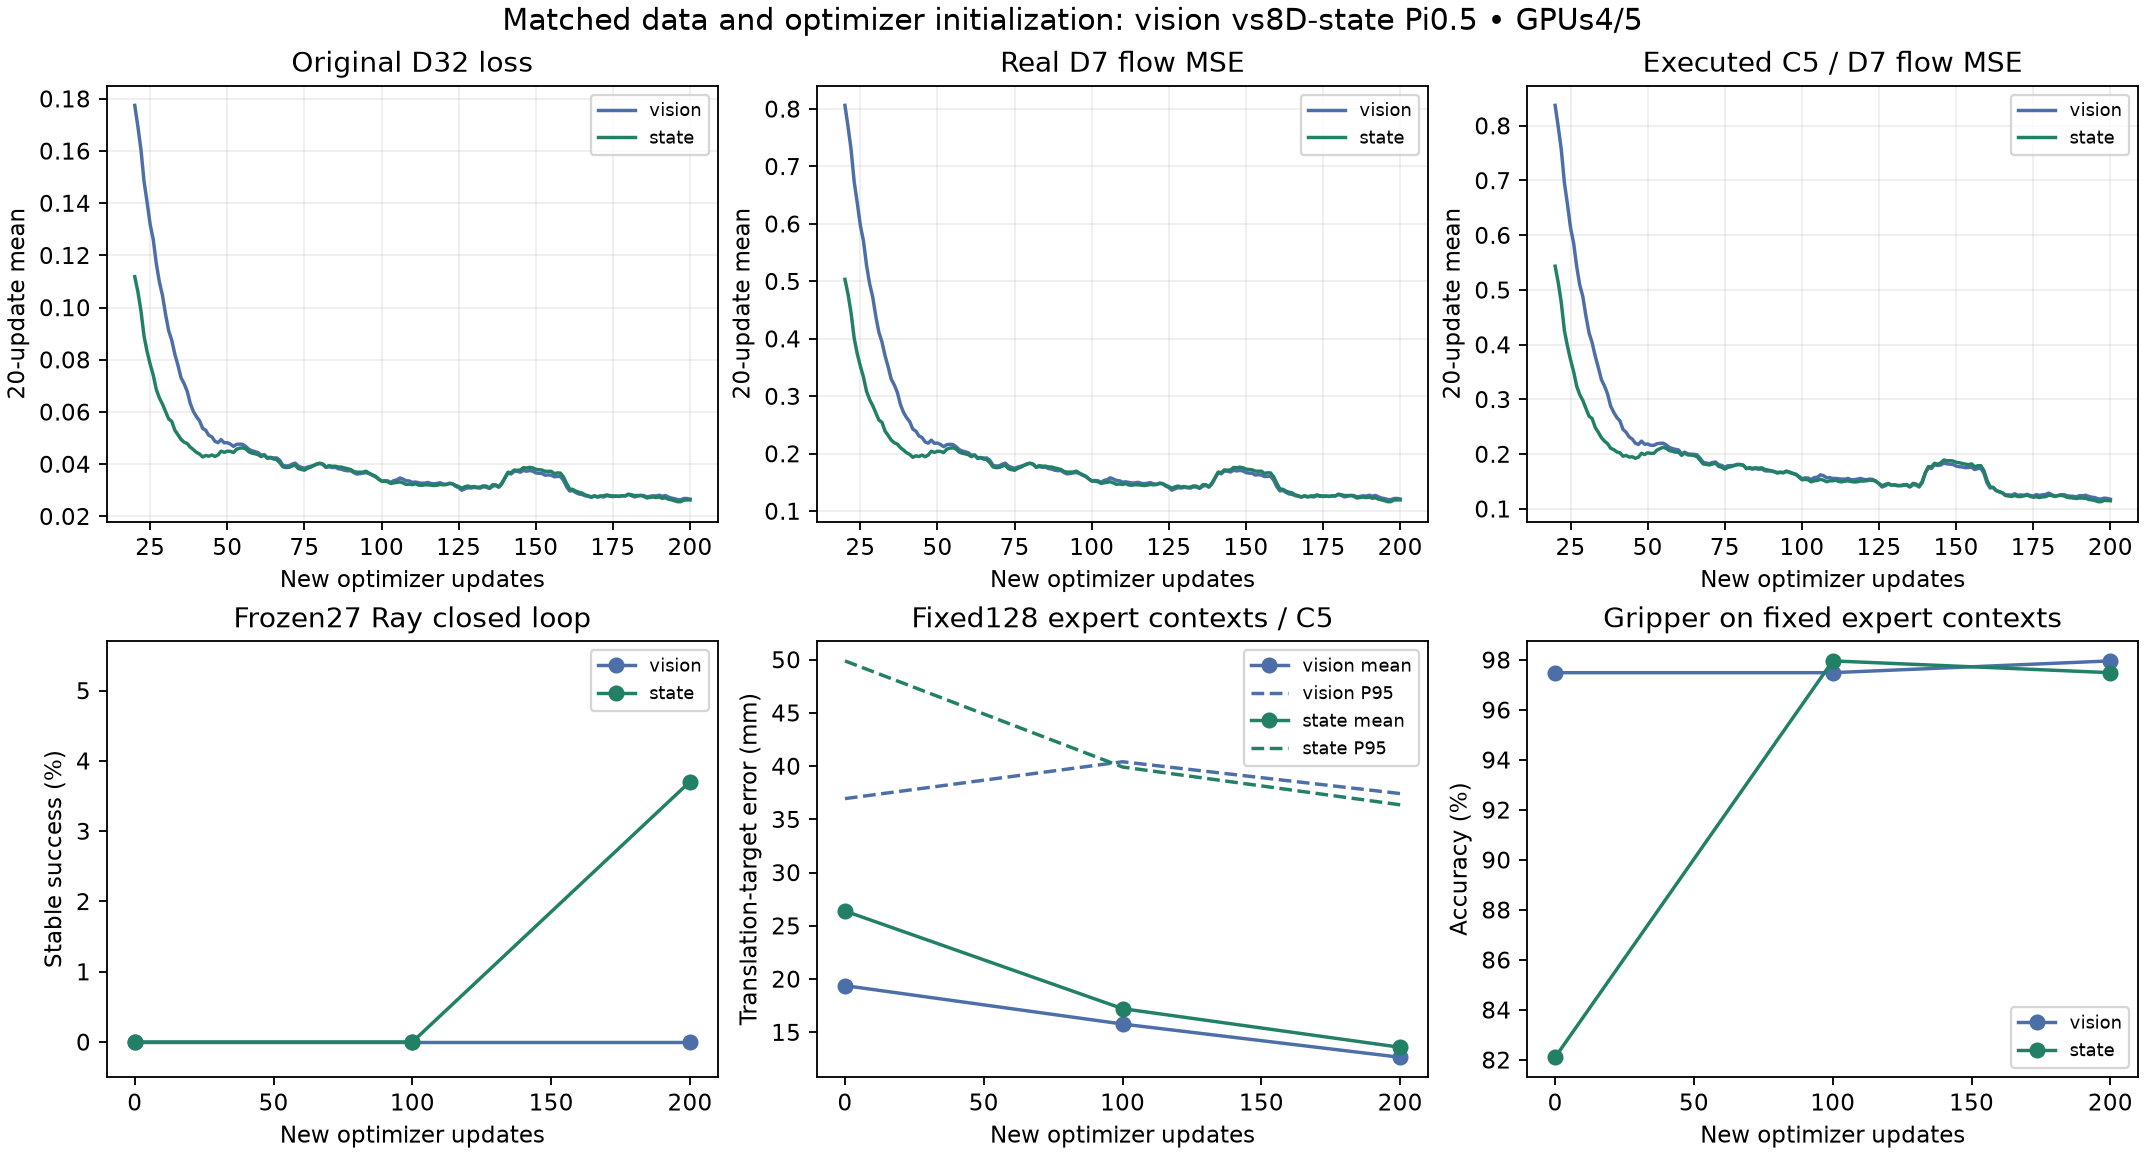 Matched data and optimizer initialization: vision vs8D-state Pi0.5 • GPUs4/5
Original D32 loss
20-update mean
0.18
0.16
0.14
0.12
0.10
0.08
0.06
0.04
0.02
vision
state
25 50 75 100 125 150 175 200
New optimizer updates
Real D7 flow MSE
20-update mean
0.8
0.7
0.6
0.5
0.4
0.3
0.2
0.1
vision
state
25 50 75 100 125 150 175 200
New optimizer updates
Executed C5 / D7 flow MSE
20-update mean
0.8
0.7
0.6
0.5
0.4
0.3
0.2
0.1
vision
state
25 50 75 100 125 150 175 200
New optimizer updates
Frozen27 Ray closed loop
Stable success (%)
5
4
3
2
1
0
vision
state
0 50 100 150 200
New optimizer updates
Fixed128 expert contexts / C5
Translation-target error (mm)
50
45
40
35
30
25
20
15
vision mean
vision P95
state mean
state P95
0 50 100 150 200
New optimizer updates
Gripper on fixed expert contexts
Accuracy (%)
98
96
94
92
90
88
86
84
82
vision
state
0 50 100 150 200
New optimizer updates